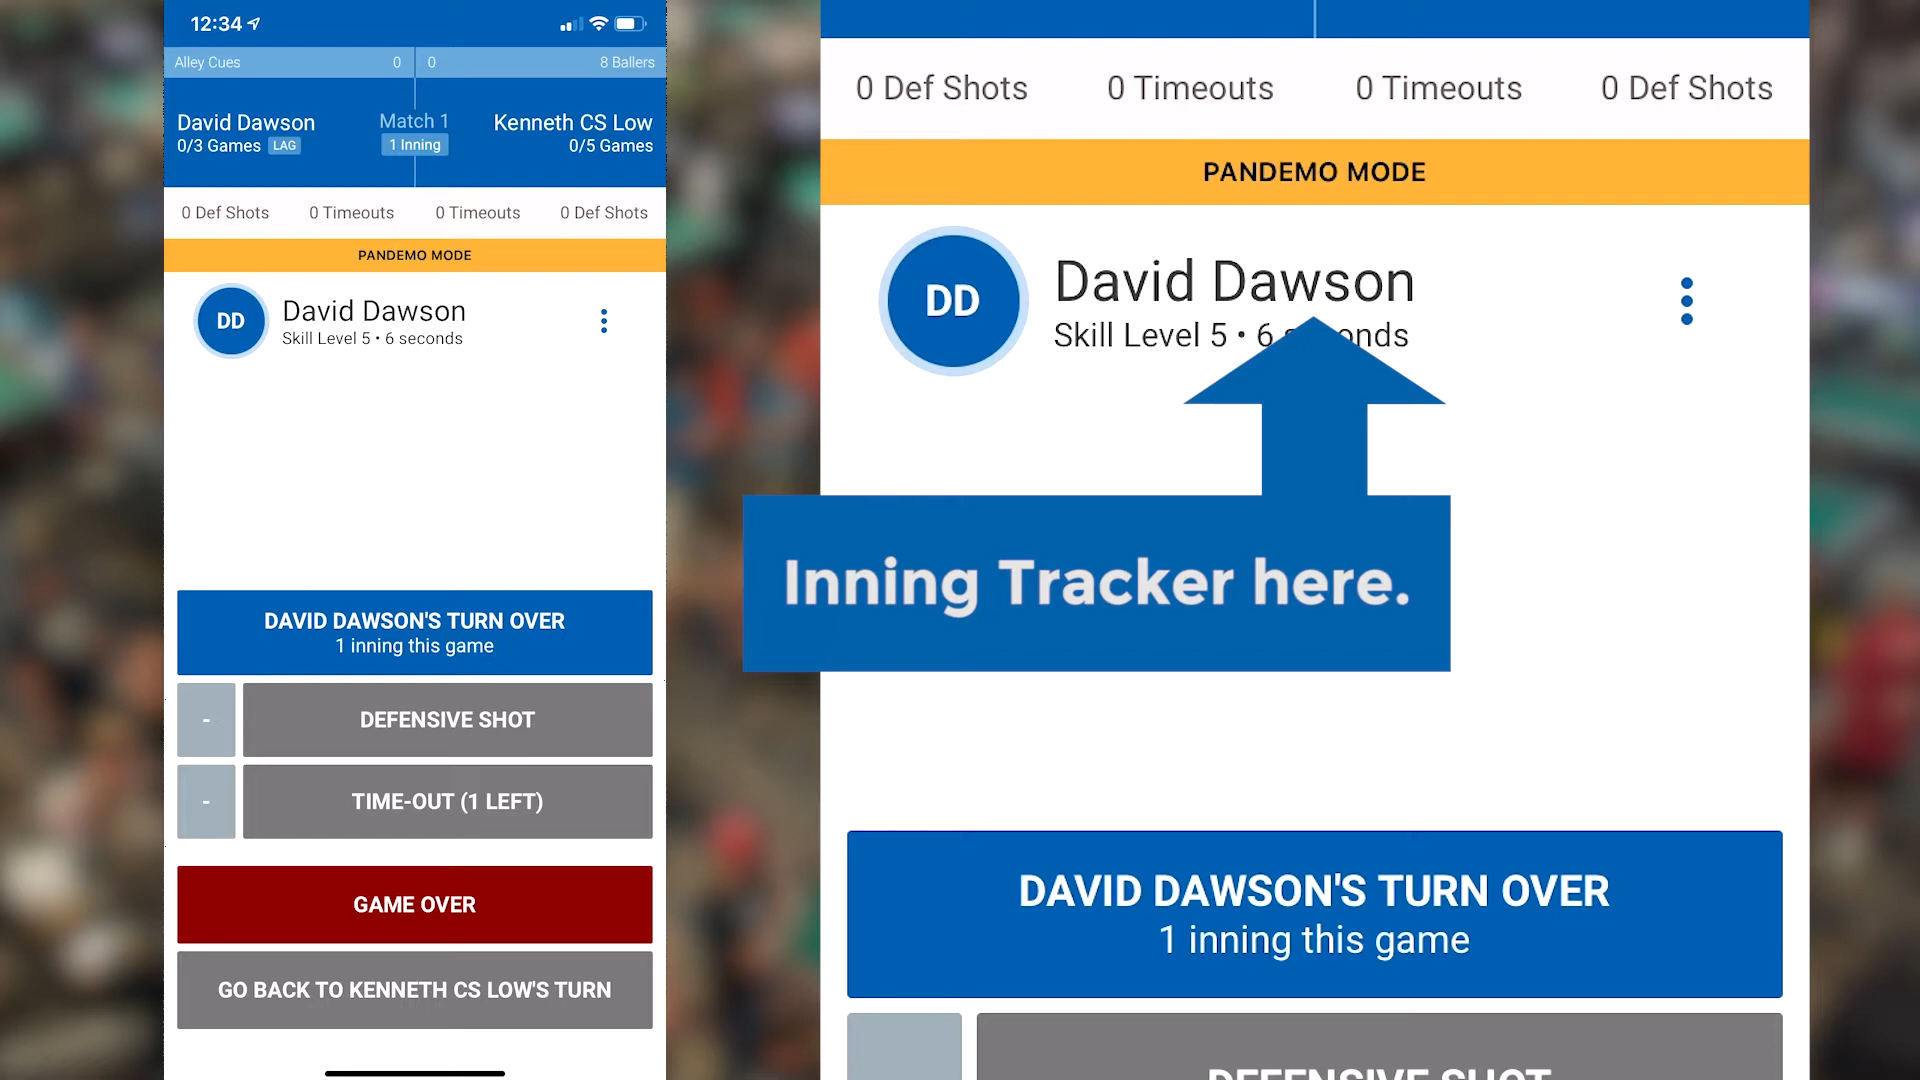 12:34
Alley Cues 0 0 8 Ballers
David Dawson Match 1 Kenneth CS Low
0/3 Games LAG 1 Inning 0/5 Games
0 Def Shots 0 Timeouts 0 Timeouts 0 Def Shots
PANDEMO MODE
DD David Dawson
Skill Level 5 • 6 seconds
DAVID DAWSON'S TURN OVER
1 inning this game
- DEFENSIVE SHOT
- TIME-OUT (1 LEFT)
GAME OVER
GO BACK TO KENNETH CS LOW'S TURN
0 Def Shots 0 Timeouts 0 Timeouts 0 Def Shots
PANDEMO MODE
DD David Dawson
Skill Level 5 • 6 seconds
Inning Tracker here.
DAVID DAWSON'S TURN OVER
1 inning this game
DEFENSIVE SHOT